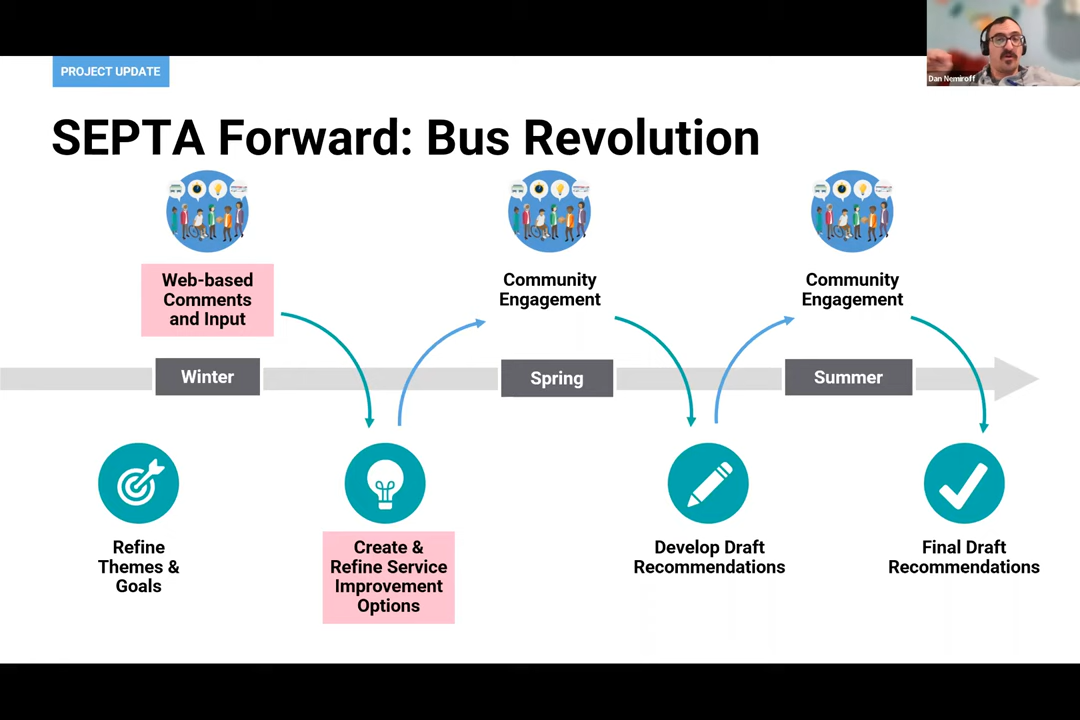 PROJECT UPDATE
Dan Nemiroff
SEPTA Forward: Bus Revolution
Web-based
Comments
and Input
Community
Engagement
Community
Engagement
Winter
Spring
Summer
Refine
Themes &
Goals
Create &
Refine Service
Improvement
Options
Develop Draft
Recommendations
Final Draft
Recommendations